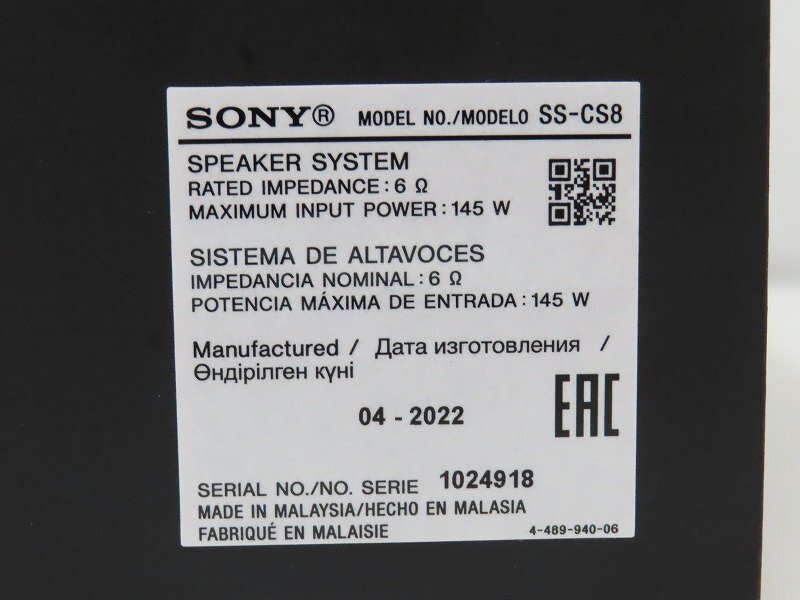 SONY® MODEL NO./MODELO SS-CS8
SPEAKER SYSTEM
RATED IMPEDANCE: 6 Ω
MAXIMUM INPUT POWER: 145 W
SISTEMA DE ALTAVOCES
IMPEDANCIA NOMINAL: 6 Ω
POTENCIA MÁXIMA DE ENTRADA: 145 W
Manufactured / Дата изготовления /
Өндірілген күні
04 - 2022
EAC
SERIAL NO./NO. SERIE 1024918
MADE IN MALAYSIA/HECHO EN MALASIA
FABRIQUÉ EN MALAISIE
4-489-940-06